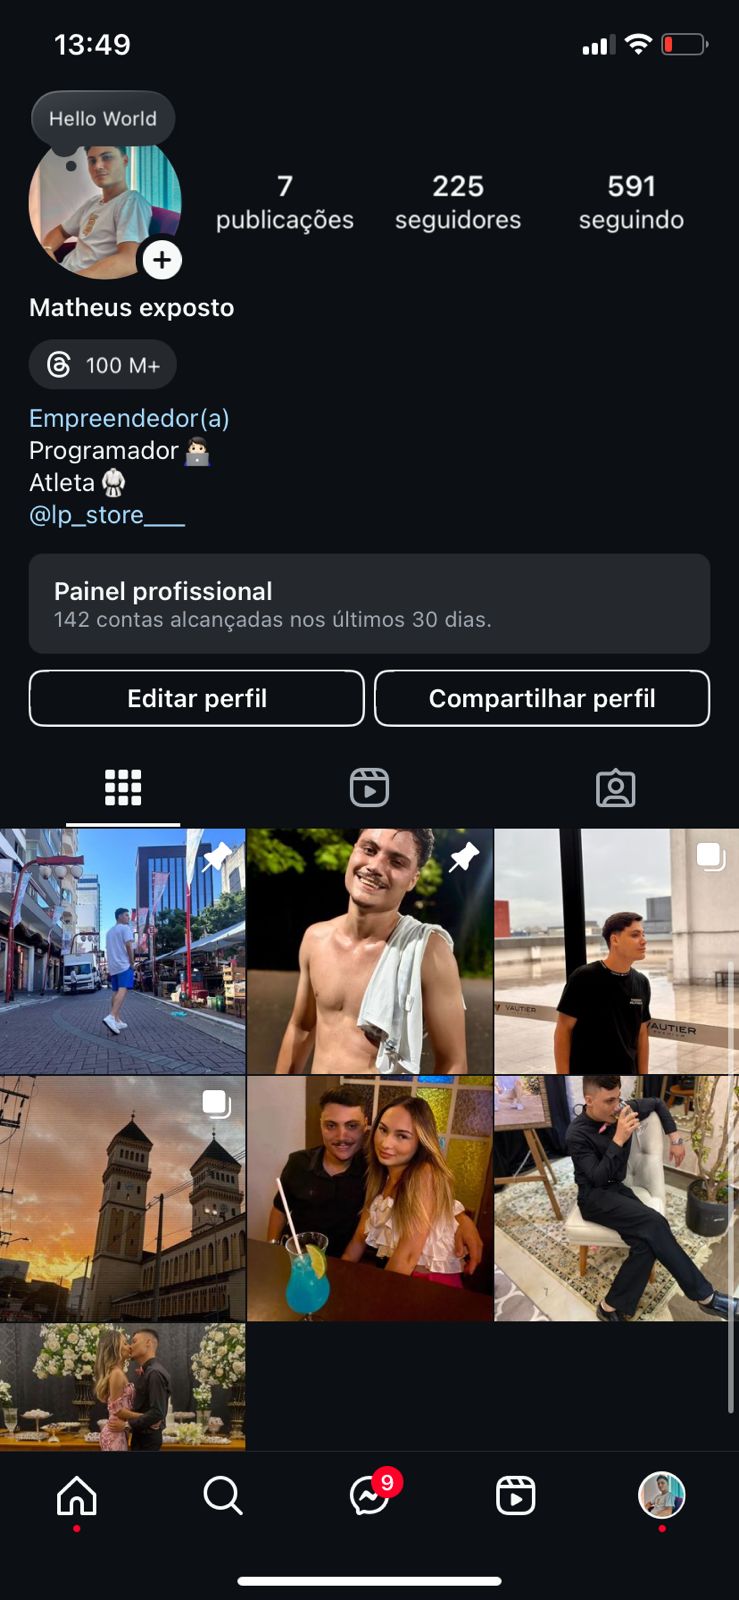 13:49
Hello World
7
publicações
225
seguidores
591
seguindo
Matheus exposto
100 M+
Empreendedor(a)
Programador 🧑🏻‍💻
Atleta 🥋
@lp_store____
Painel profissional
142 contas alcançadas nos últimos 30 dias.
Editar perfil
Compartilhar perfil
VAUTIER
VAUTIER
9